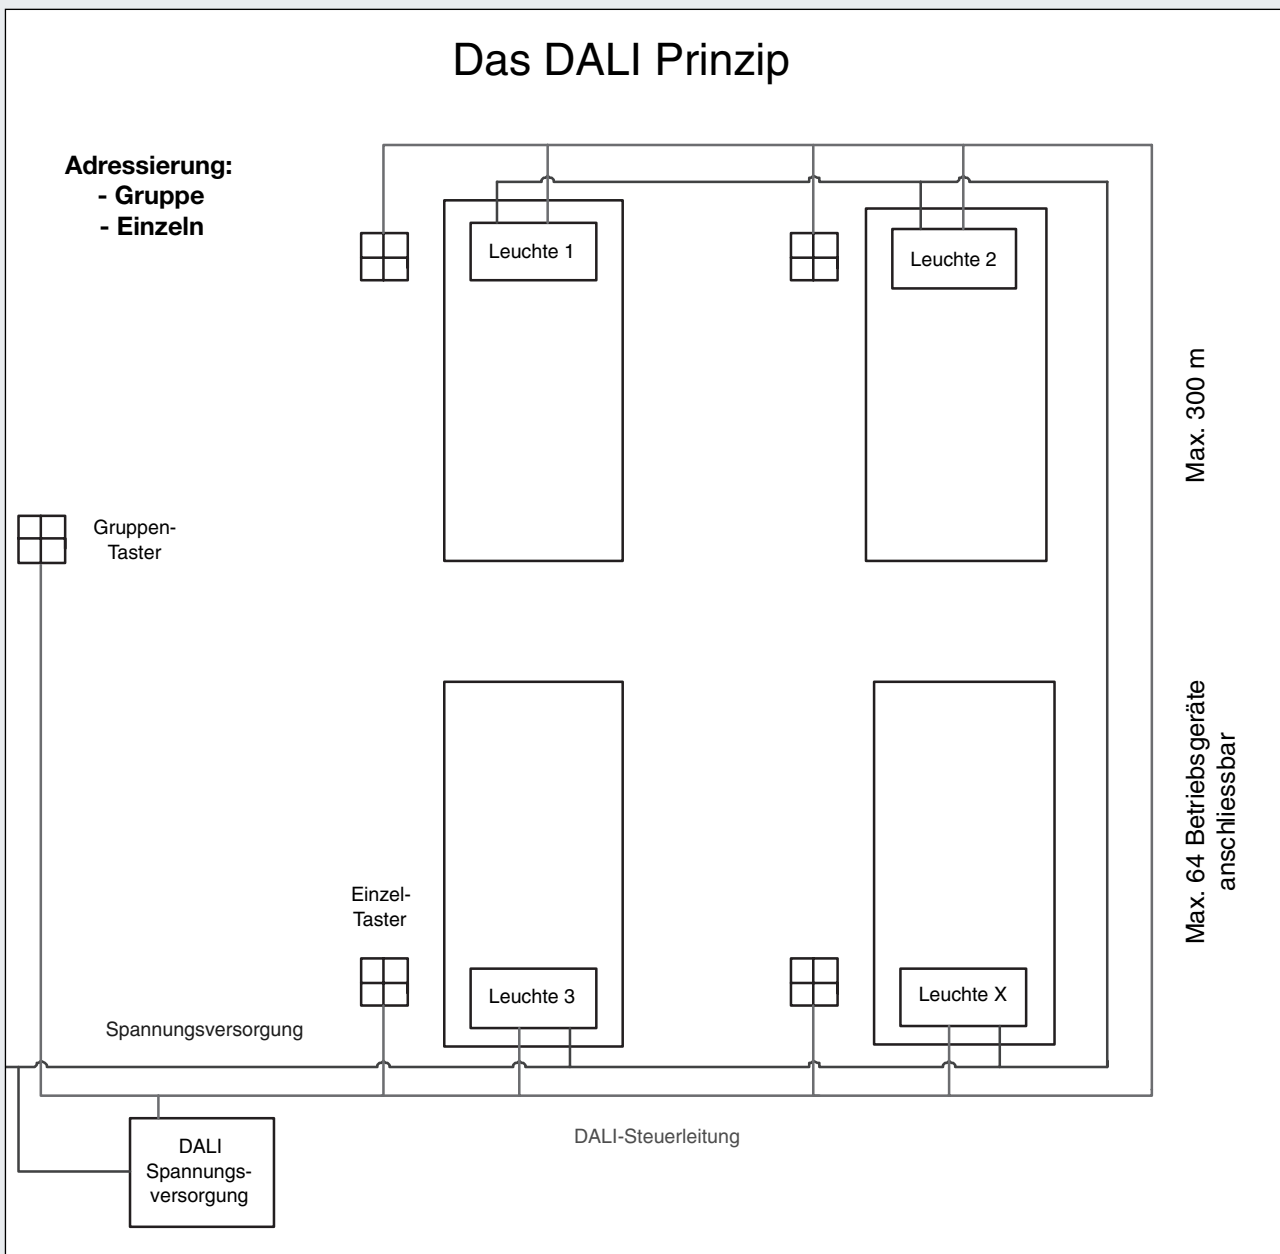 Das DALI Prinzip
Adressierung:
- Gruppe
- Einzeln
Leuchte 1
Leuchte 2
Max. 300 m
Gruppen-
Taster
Max. 64 Betriebsgeräte
anschliessbar
Einzel-
Taster
Leuchte 3
Leuchte X
Spannungsversorgung
DALI-Steuerleitung
DALI
Spannungs-
versorgung